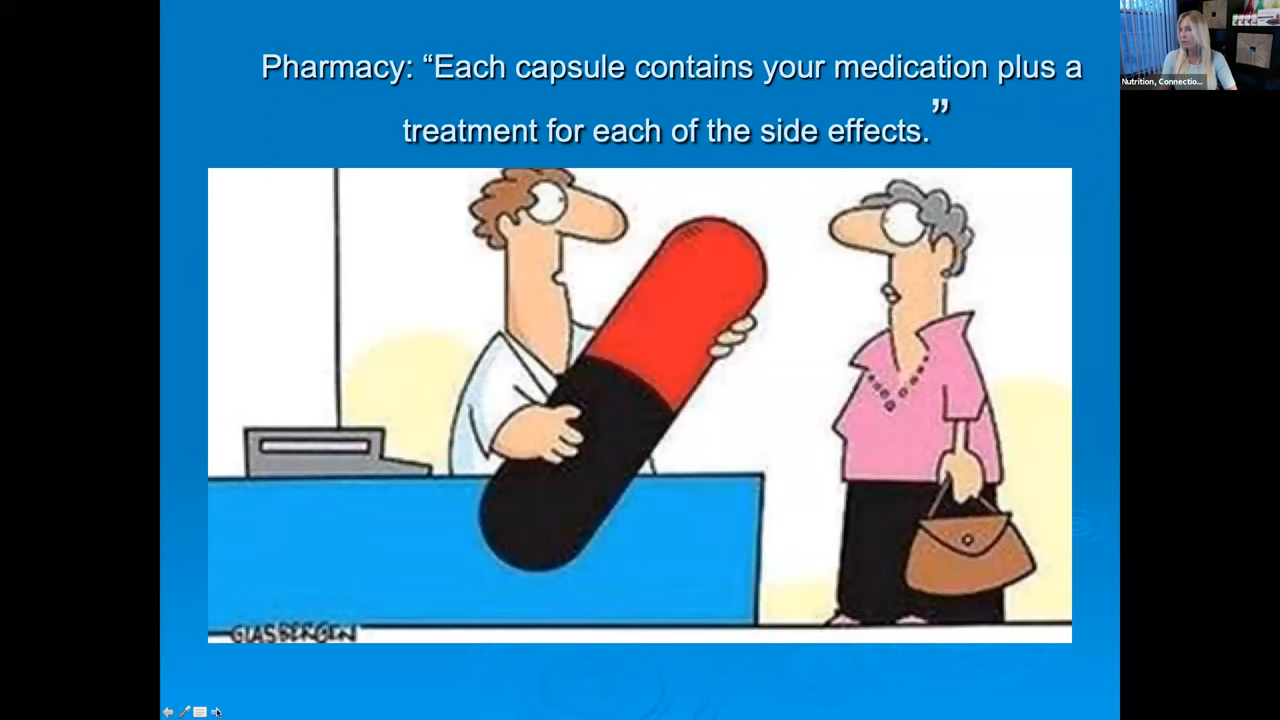 Pharmacy: “Each capsule contains your medication plus a
treatment for each of the side effects.”
Nutrition, Connectio...
GLASBERGEN